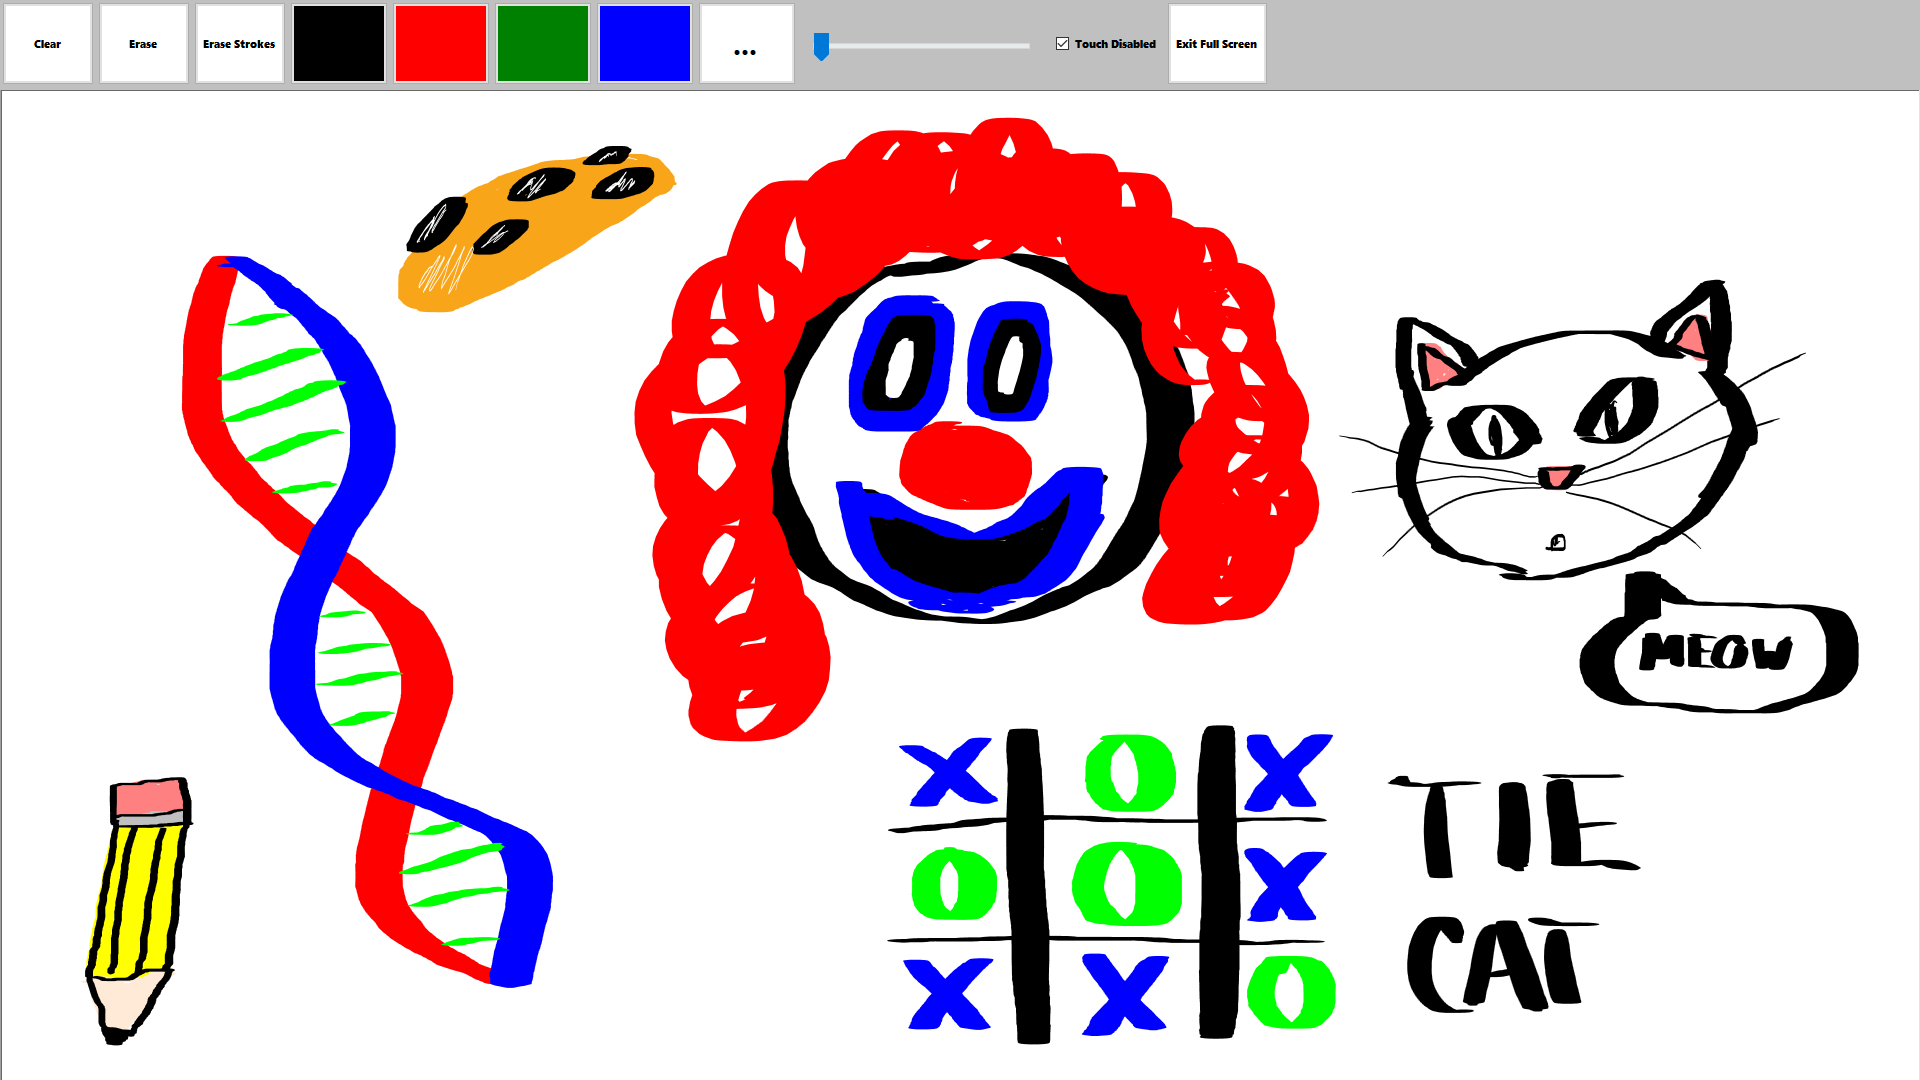 Clear Erase Erase Strokes ... Touch Disabled Exit Full Screen
MEOW
X O X
O O X
X X O
TIE
CAT